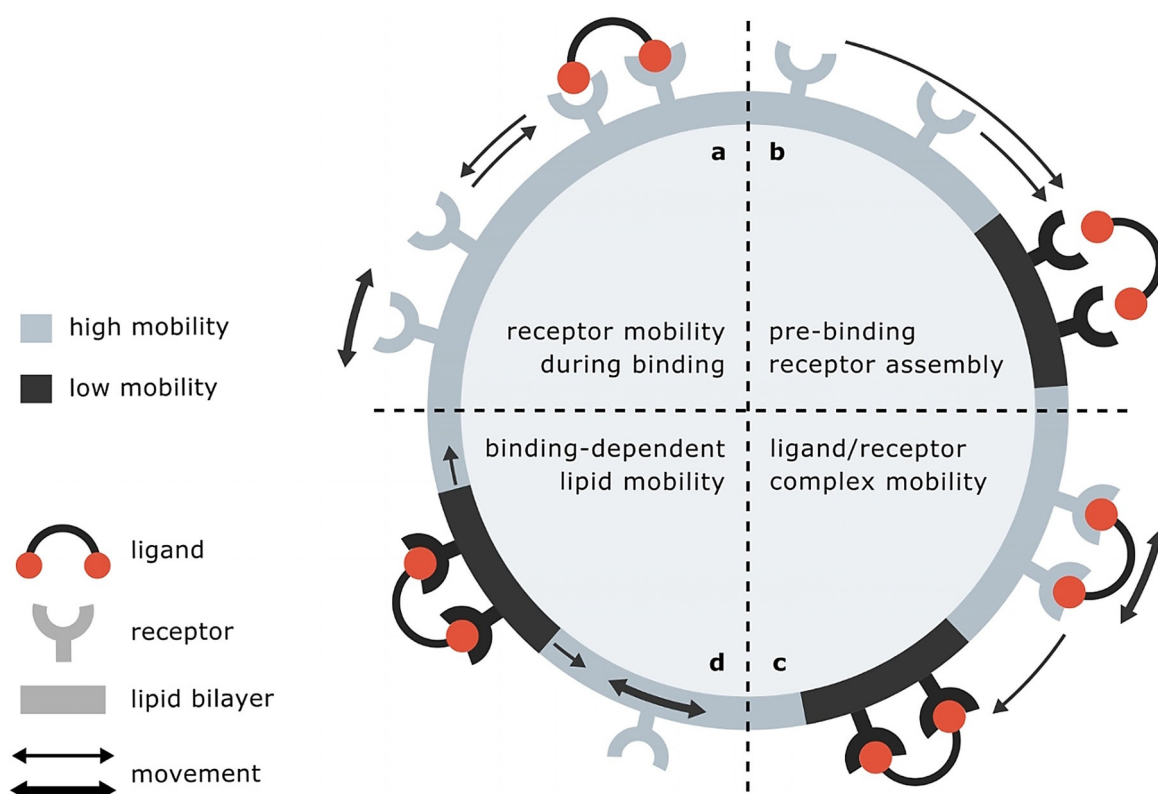 a
b
receptor mobility
during binding
pre-binding
receptor assembly
high mobility
low mobility
binding-dependent
lipid mobility
ligand/receptor
complex mobility
ligand
receptor
lipid bilayer
movement
d
c